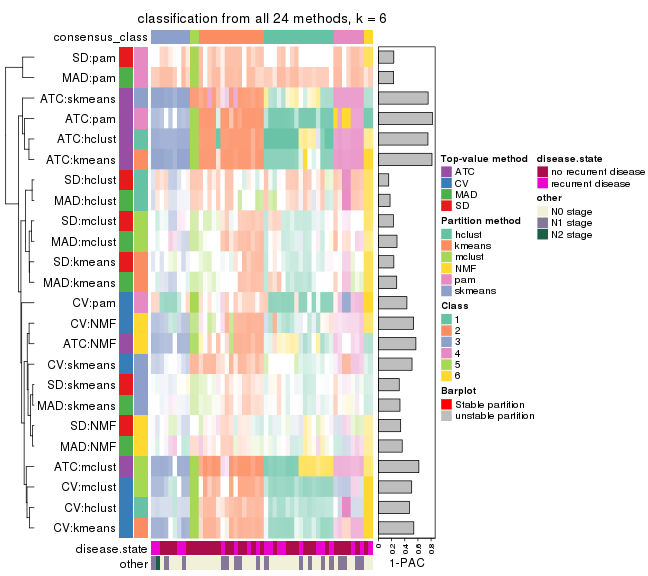 classification from all 24 methods, k = 6
consensus_class
SD:pam
MAD:pam
ATC:skmeans
ATC:pam
ATC:hclust
ATC:kmeans
SD:hclust
MAD:hclust
SD:mclust
MAD:mclust
SD:kmeans
MAD:kmeans
CV:pam
CV:NMF
ATC:NMF
CV:skmeans
SD:skmeans
MAD:skmeans
SD:NMF
MAD:NMF
ATC:mclust
CV:mclust
CV:hclust
CV:kmeans
disease.state
other
0 0.2 0.4 0.6 0.8
1-PAC
Top-value method
ATC
CV
MAD
SD
Partition method
hclust
kmeans
mclust
NMF
pam
skmeans
Class
1
2
3
4
5
6
Barplot
Stable partition
unstable partition
disease.state
no recurrent disease
recurrent disease
other
N0 stage
N1 stage
N2 stage